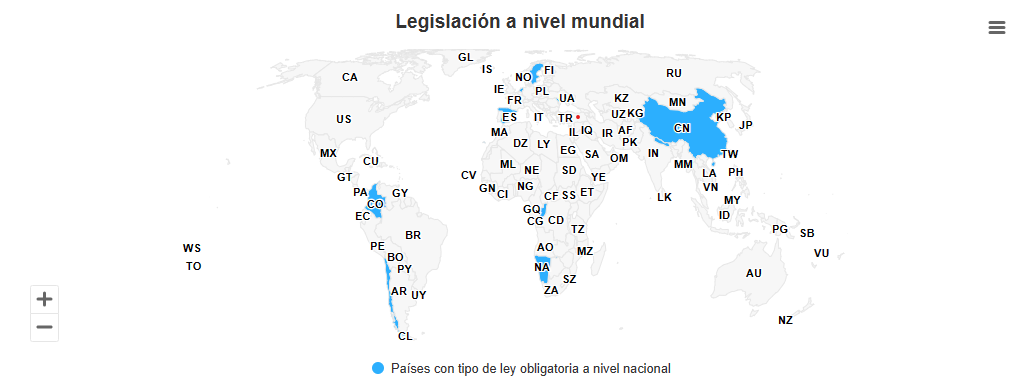 Legislación a nivel mundial
GL
IS
NO FI
RU
CA
IE
PL
FR
UA
KZ
MN
US
ES IT TR
UZ KG
CN
KP
JP
MA
IL IQ IR AF
DZ LY
PK
MX
EG SA
OM
IN
TW
CU
ML NE SD
MM
LA
PH
GT
CV
YE
VN
PA
GY
GN CI NG
CF SS ET
LK
MY
CO
EC
GQ
CG CD
ID
BR
TZ
PG SB
WS
PE
AO
MZ
VU
BO
TO
PY
NA
AU
SZ
AR UY
ZA
NZ
CL
Países con tipo de ley obligatoria a nivel nacional